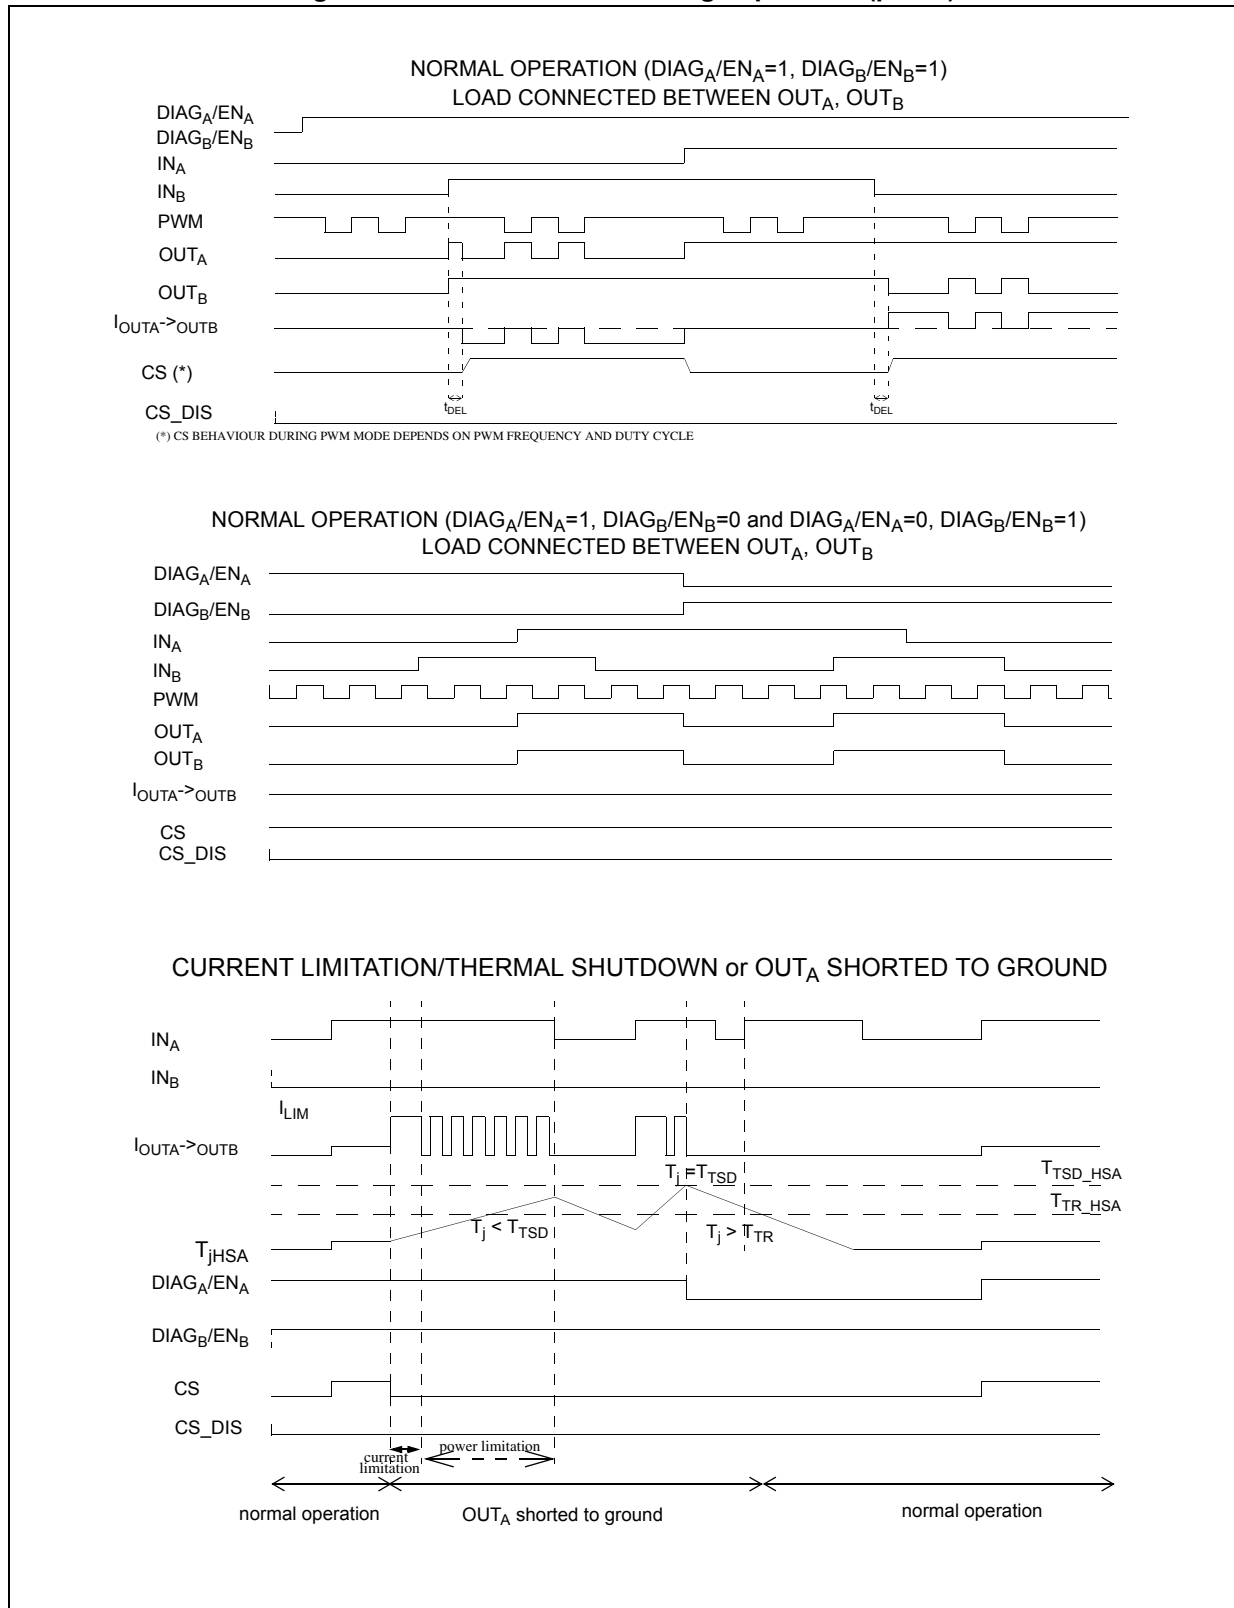 NORMAL OPERATION (DIAGA/ENA=1, DIAGB/ENB=1)
LOAD CONNECTED BETWEEN OUTA, OUTB
DIAGA/ENA
DIAGB/ENB
INA
INB
PWM
OUTA
OUTB
IOUTA->OUTB
CS (*)
tDEL
tDEL
CS_DIS
(*) CS BEHAVIOUR DURING PWM MODE DEPENDS ON PWM FREQUENCY AND DUTY CYCLE
NORMAL OPERATION (DIAGA/ENA=1, DIAGB/ENB=0 and DIAGA/ENA=0, DIAGB/ENB=1)
LOAD CONNECTED BETWEEN OUTA, OUTB
DIAGA/ENA
DIAGB/ENB
INA
INB
PWM
OUTA
OUTB
IOUTA->OUTB
CS
CS_DIS
CURRENT LIMITATION/THERMAL SHUTDOWN or OUTA SHORTED TO GROUND
INA
INB
ILIM
IOUTA->OUTB
Tj = TTSD
TTSD_HSA
TTR_HSA
Tj < TTSD
Tj > TTR
TjHSA
DIAGA/ENA
DIAGB/ENB
CS
CS_DIS
current
limitation
power limitation
normal operation
OUTA shorted to ground
normal operation